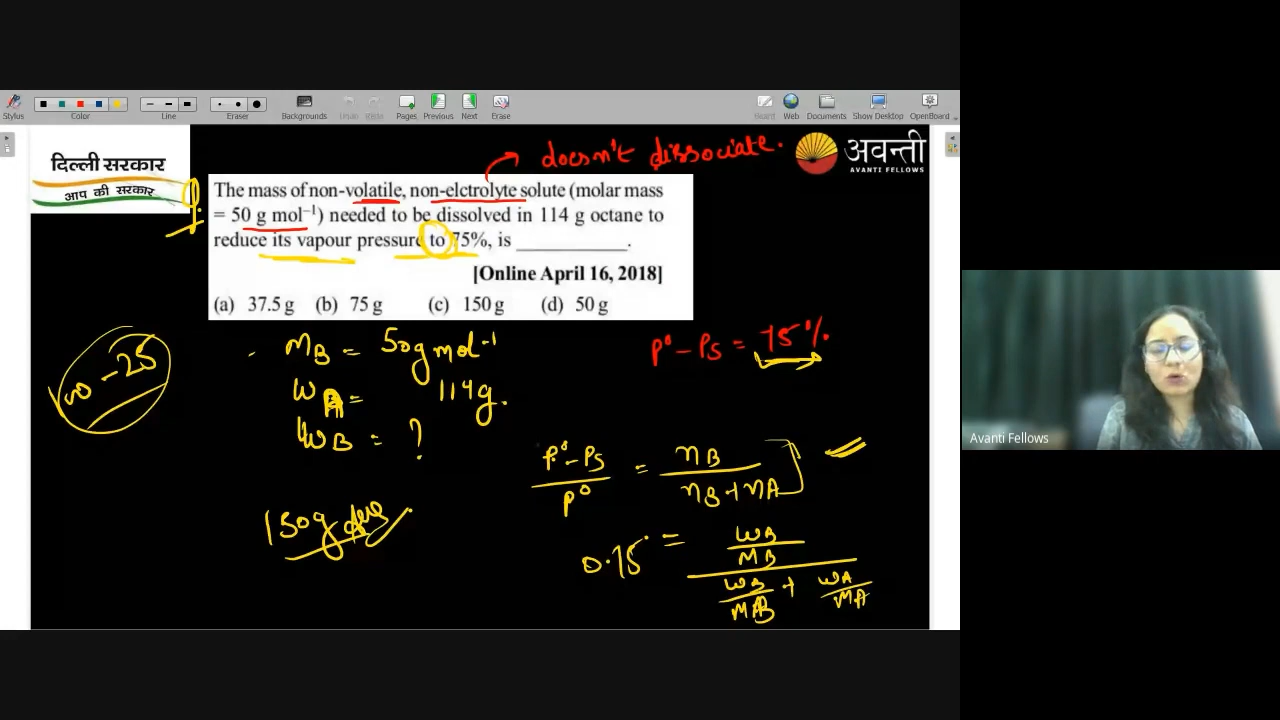 Stylus
Color
Line
Eraser
Backgrounds
Undo
Redo
Pages
Previous
Next
Erase
Board
Web
Documents
Show Desktop
OpenBoard
दिल्ली सरकार
आप की सरकार
अवन्ती
AVANTI FELLOWS
doesn't dissociate.
Q.
The mass of non-volatile, non-elctrolyte solute (molar mass
= 50 g mol⁻¹) needed to be dissolved in 114 g octane to
reduce its vapour pressure to 75%, is ____________.
[Online April 16, 2018]
(a) 37.5 g (b) 75 g (c) 150 g (d) 50 g
MB = 50g mol⁻¹
WA = 114g.
WB = ?
100 - 25
150g ans
P° - Ps = 75%
P° - Ps / P° = nB / nB + nA
0.75 = WB/MB / WB/MB + WA/MA
Avanti Fellows